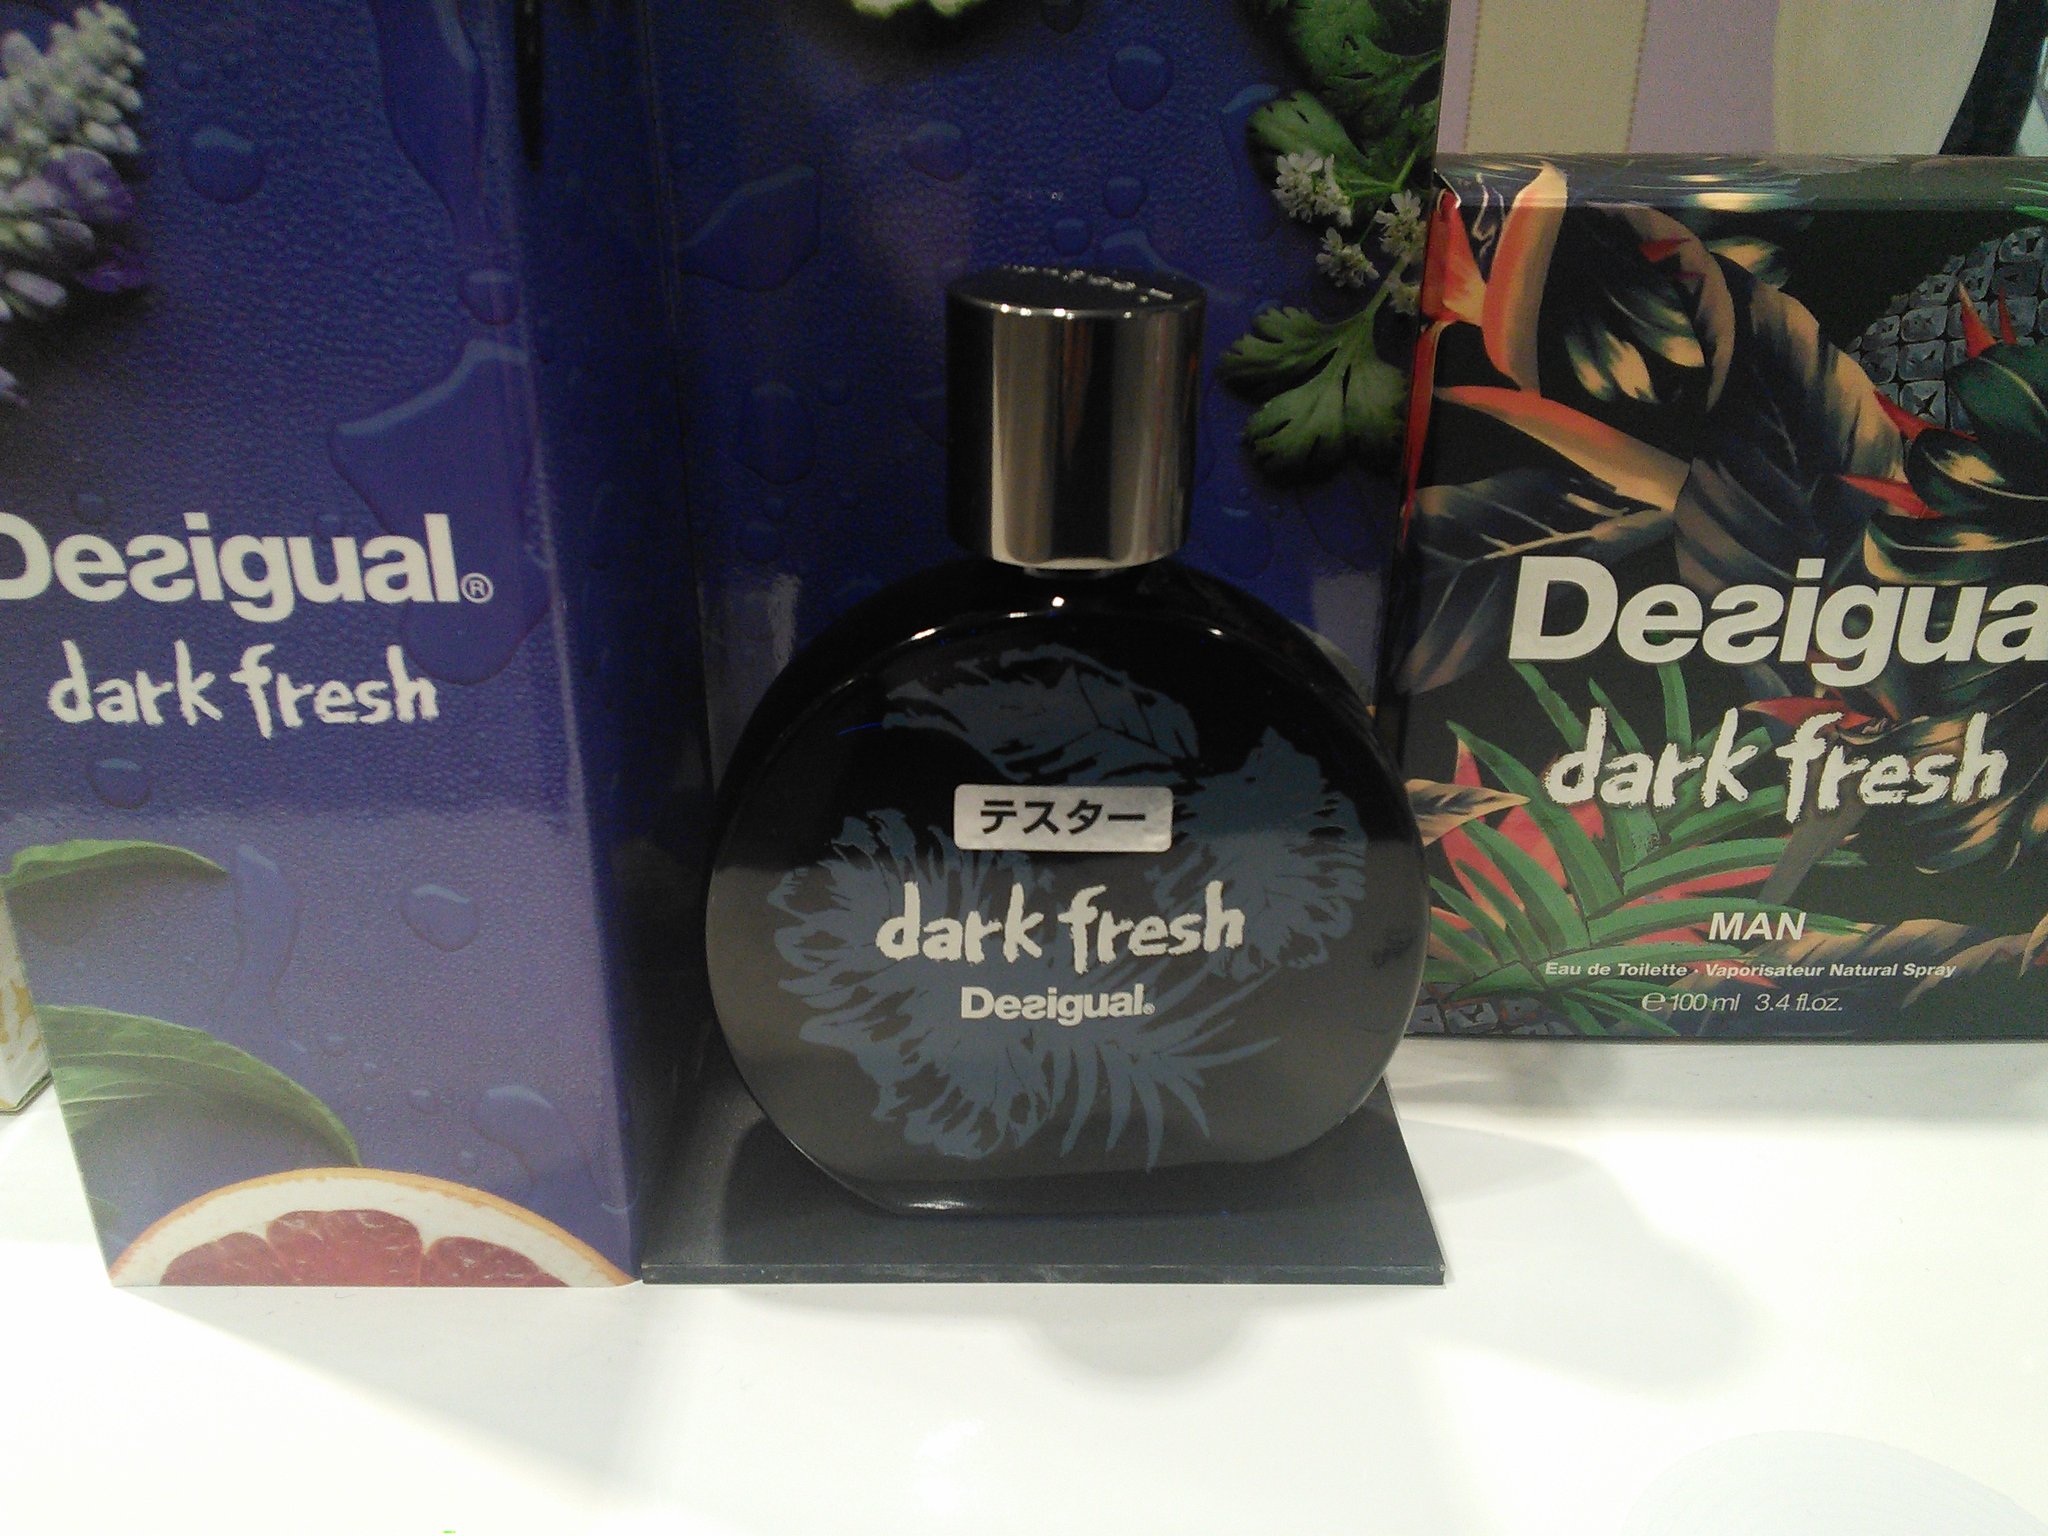 Desigual®
dark fresh
テスター
dark fresh
Desigual®
Desigua
dark fresh
MAN
Eau de Toilette · Vaporisateur Natural Spray
℮ 100 ml 3.4 fl.oz.